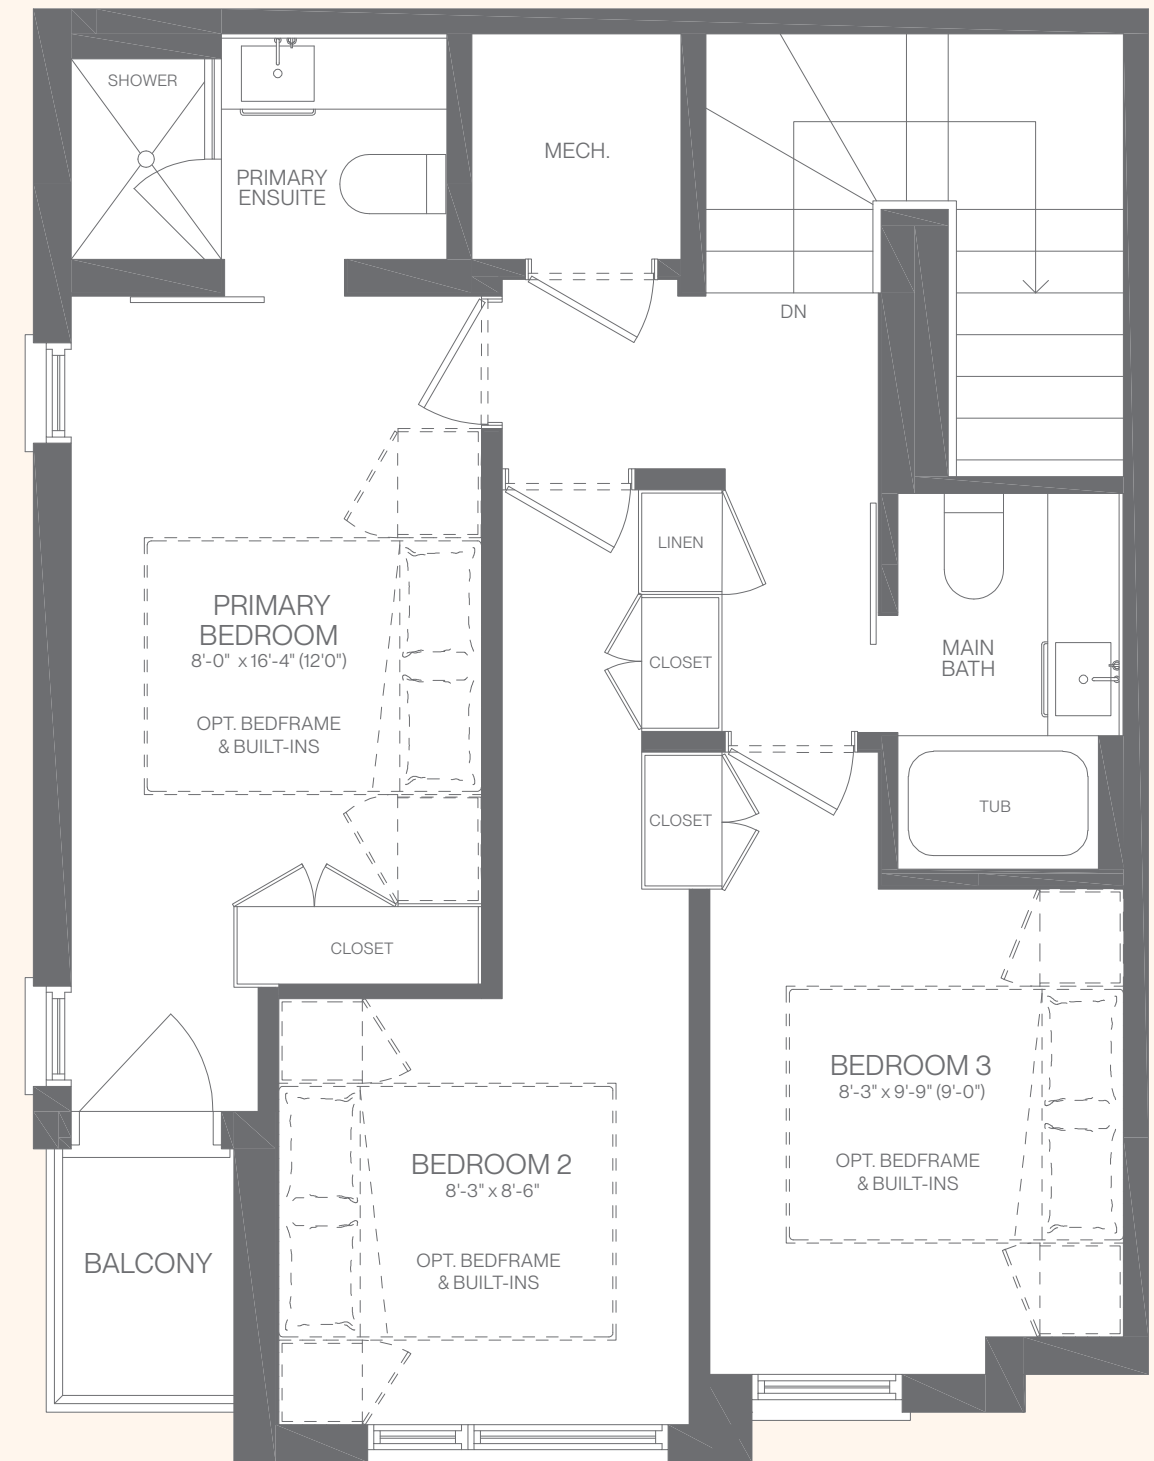 SHOWER
PRIMARY
ENSUITE
MECH.
DN
LINEN
PRIMARY
BEDROOM
8'-0" x 16'-4" (12'0")
OPT. BEDFRAME
& BUILT-INS
CLOSET
MAIN
BATH
CLOSET
TUB
CLOSET
BEDROOM 3
8'-3" x 9'-9" (9'-0")
OPT. BEDFRAME
& BUILT-INS
BEDROOM 2
8'-3" x 8'-6"
OPT. BEDFRAME
& BUILT-INS
BALCONY